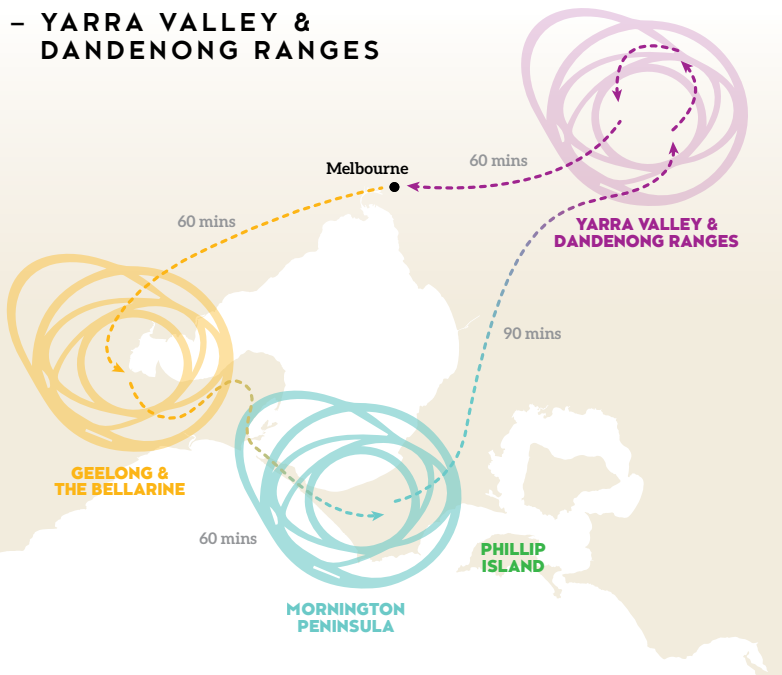 – YARRA VALLEY &
DANDENONG RANGES
Melbourne
60 mins
60 mins
YARRA VALLEY &
DANDENONG RANGES
90 mins
GEELONG &
THE BELLARINE
60 mins
PHILLIP
ISLAND
MORNINGTON
PENINSULA